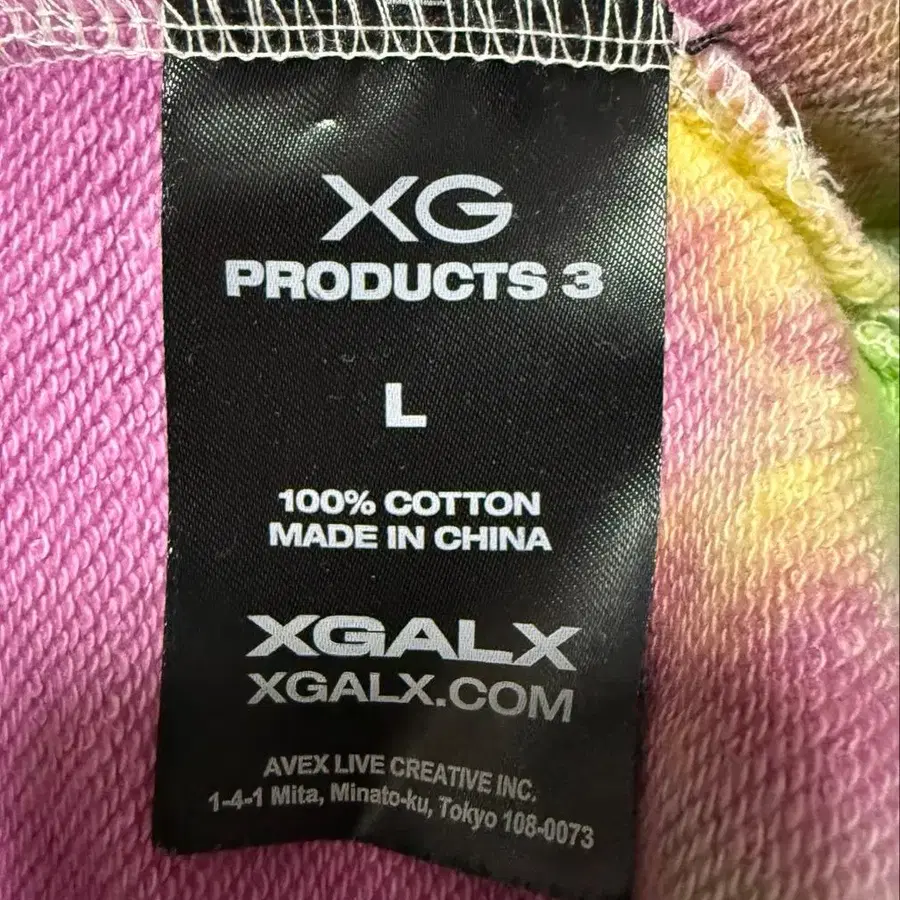 XG
PRODUCTS 3
L
100% COTTON
MADE IN CHINA
XGALX
XGALX.COM
AVEX LIVE CREATIVE INC.
1-4-1 Mita, Minato-ku, Tokyo 108-0073